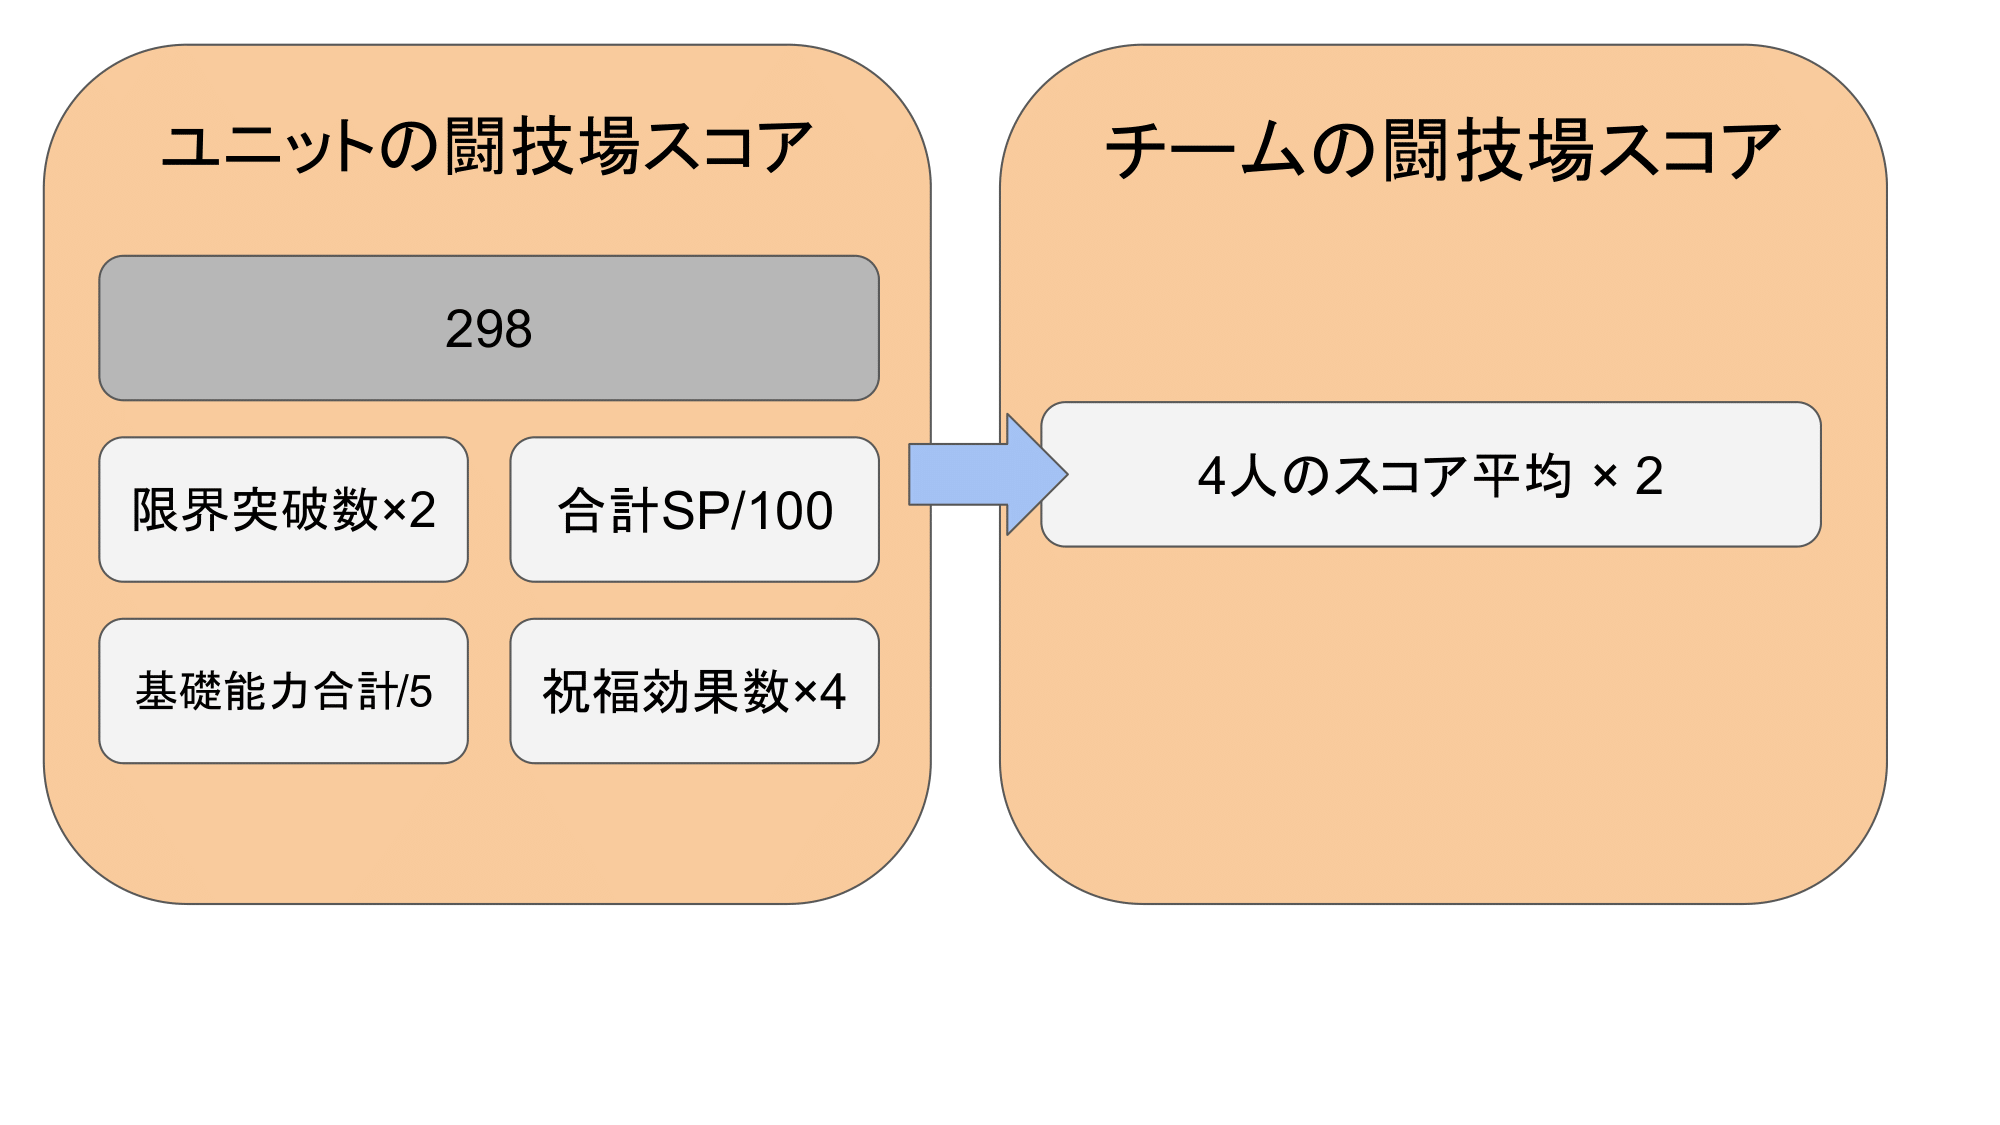 ユニットの闘技場スコア
298
限界突破数×2
合計SP/100
基礎能力合計/5
祝福効果数×4
チームの闘技場スコア
4人のスコア平均 × 2